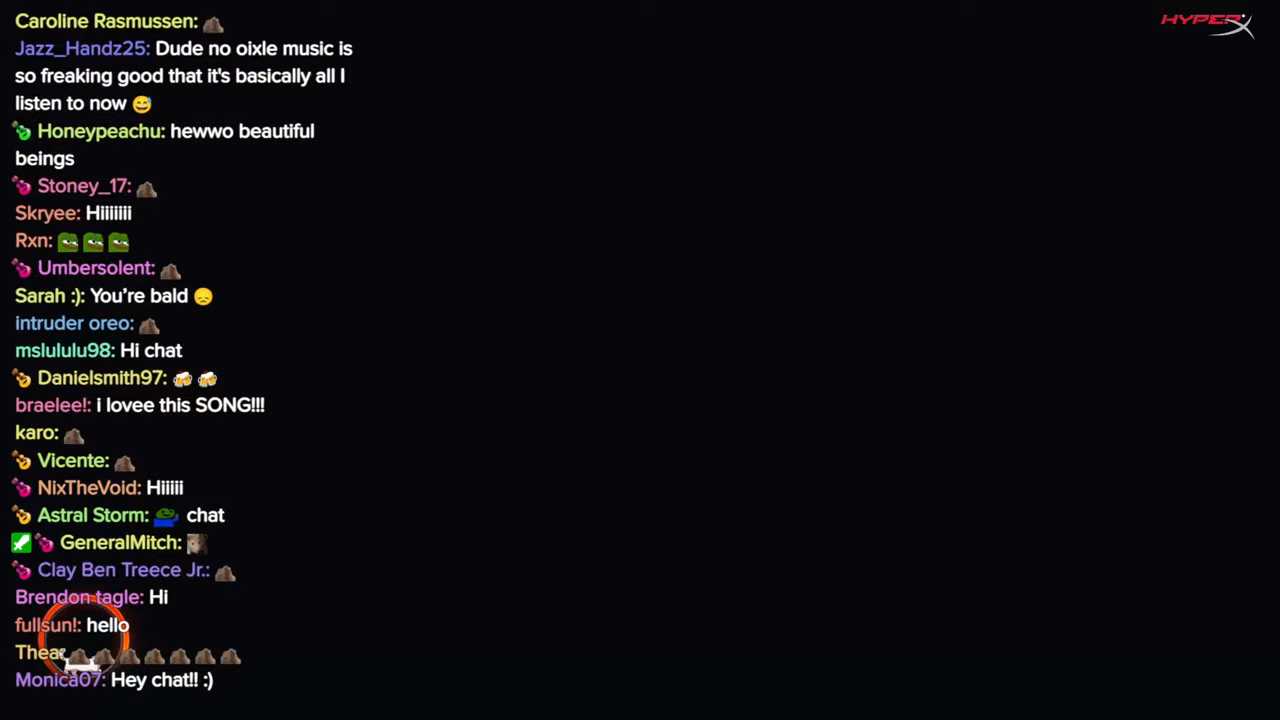 Caroline Rasmussen:
Jazz_Handz25: Dude no oixle music is
so freaking good that it's basically all I
listen to now 😅
Honeypeachu: hewwo beautiful
beings
Stoney_17:
Skryee: Hiiiiiii
Rxn:
Umbersolent:
Sarah :): You're bald 😞
intruder oreo:
mslululu98: Hi chat
Danielsmith97: 🍻 🍻
braelee!: i lovee this SONG!!!
karo:
Vicente:
NixTheVoid: Hiiiii
Astral Storm: chat
GeneralMitch:
Clay Ben Treece Jr.:
Brendon tagle: Hi
fullsun!: hello
Thea:
Monica07: Hey chat!! :)
HYPERX